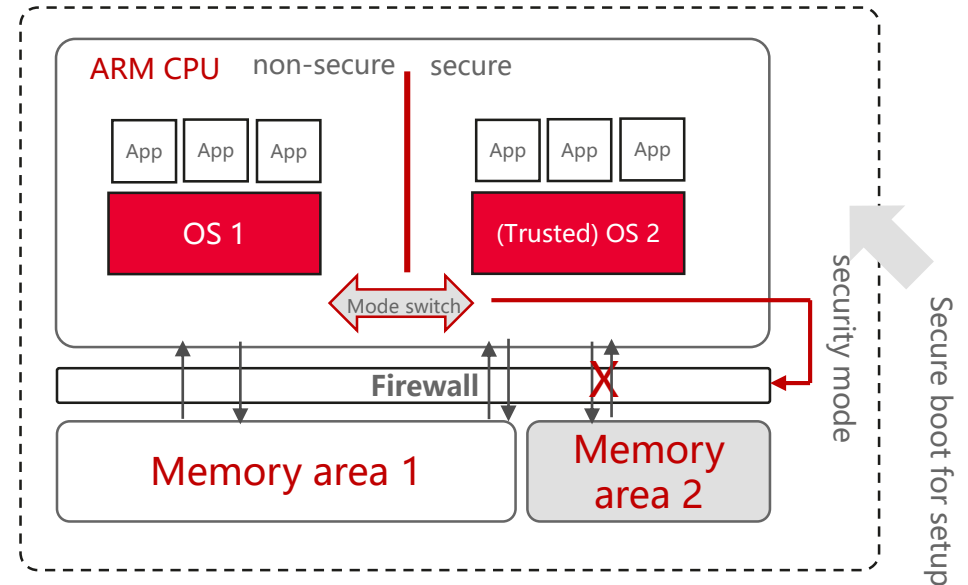 ARM CPU non-secure secure
App App App App App App
OS 1 (Trusted) OS 2
Mode switch
Firewall X
Memory area 1
Memory
area 2
security mode
Secure boot for setup